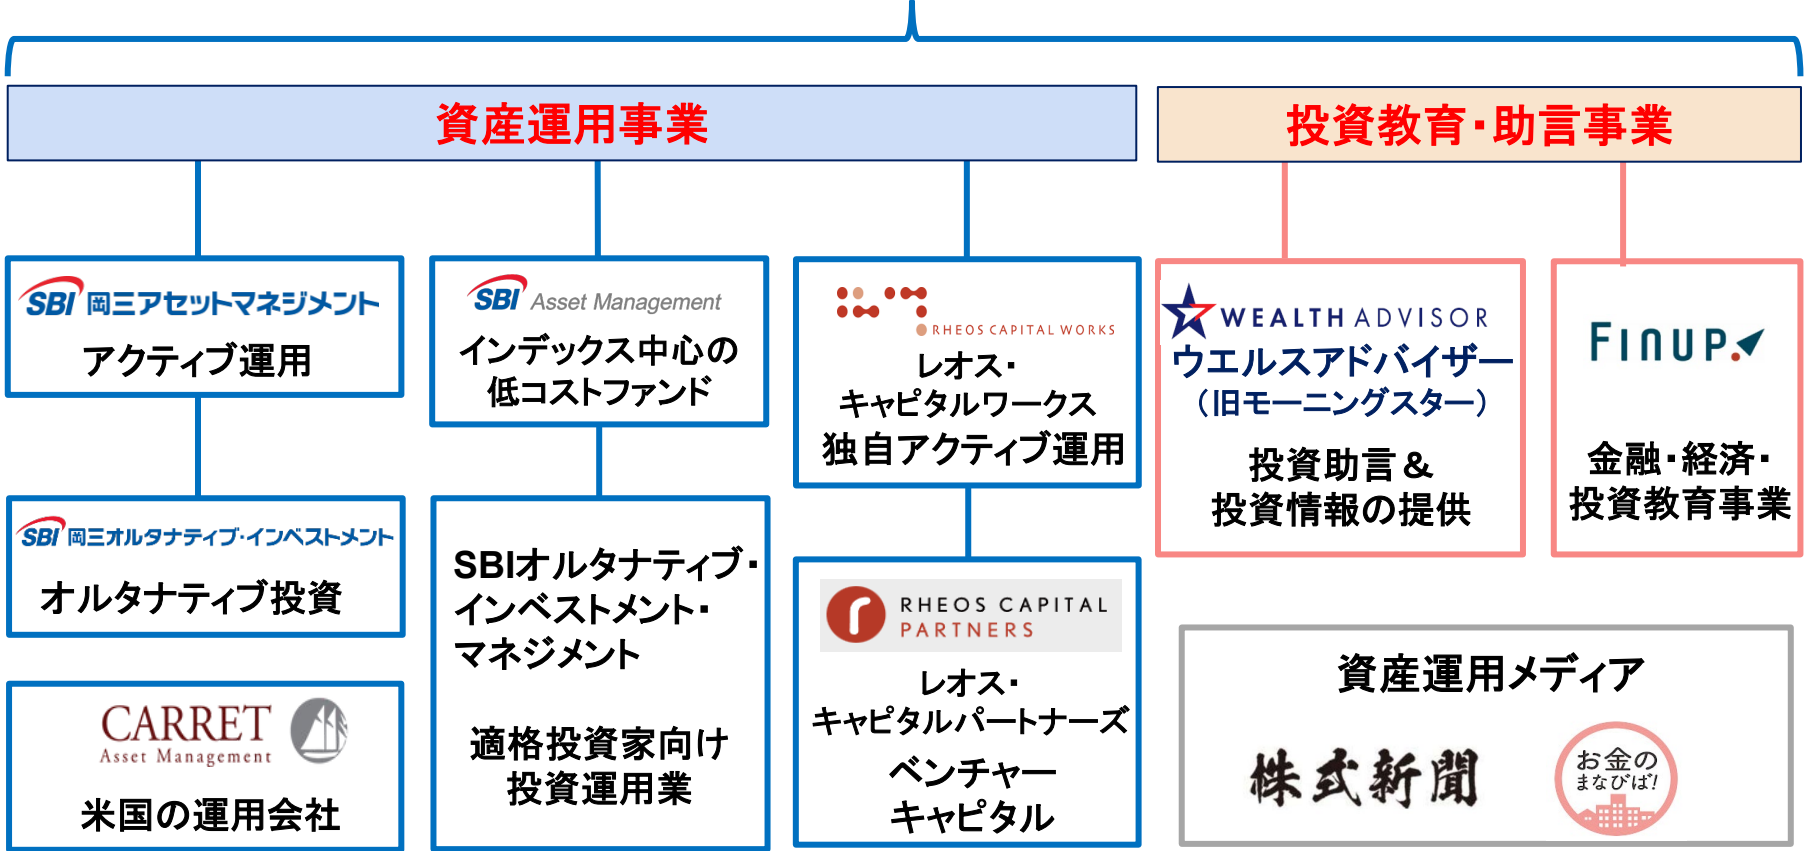 資産運用事業
SBI 岡三アセットマネジメント
アクティブ運用
SBI 岡三オルタナティブ・インベストメント
オルタナティブ投資
CARRET
Asset Management
米国の運用会社
SBI Asset Management
インデックス中心の
低コストファンド
SBIオルタナティブ・
インベストメント・
マネジメント
適格投資家向け
投資運用業
RHEOS CAPITAL WORKS
レオス・
キャピタルワークス
独自アクティブ運用
RHEOS CAPITAL
PARTNERS
レオス・
キャピタルパートナーズ
ベンチャー
キャピタル
投資教育・助言事業
WEALTH ADVISOR
ウエルスアドバイザー
（旧モーニングスター）
投資助言＆
投資情報の提供
FINUP.
金融・経済・
投資教育事業
資産運用メディア
株式新聞
お金の
まなびば!